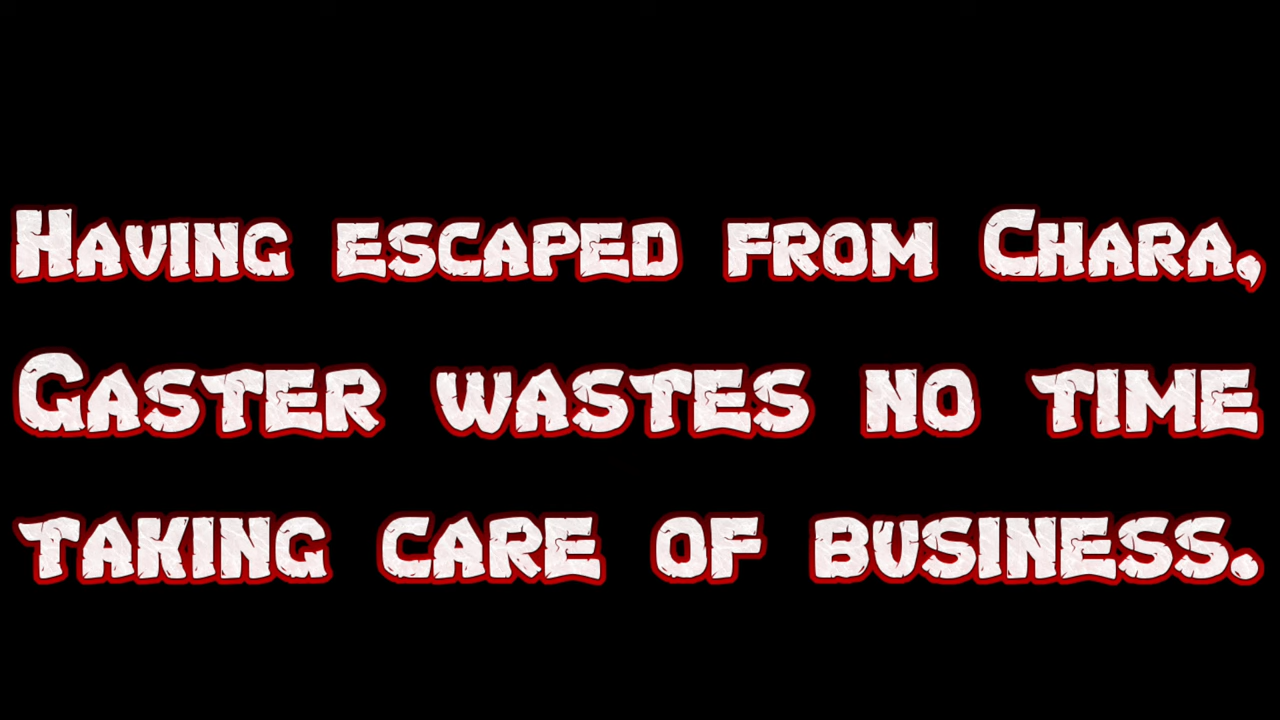 Having escaped from Chara,
Gaster wastes no time
taking care of business.